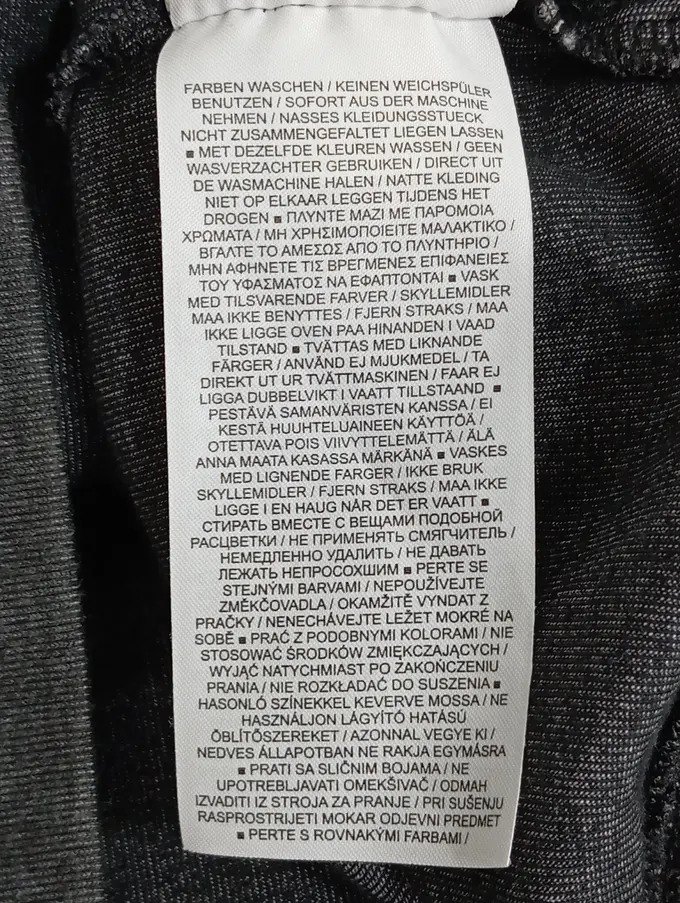 FARBEN WASCHEN / KEINEN WEICHSPÜLER
BENUTZEN / SOFORT AUS DER MASCHINE
NEHMEN / NASSES KLEIDUNGSSTUECK
NICHT ZUSAMMENGEFALTET LIEGEN LASSEN
■ MET DEZELFDE KLEUREN WASSEN / GEEN
WASVERZACHTER GEBRUIKEN / DIRECT UIT
DE WASMACHINE HALEN / NATTE KLEDING
NIET OP ELKAAR LEGGEN TIJDENS HET
DROGEN ■ ΠΛΥΝΤΕ ΜΑΖΙ ΜΕ ΠΑΡΟΜΟΙΑ
ΧΡΩΜΑΤΑ / ΜΗ ΧΡΗΣΙΜΟΠΟΙΕΙΤΕ ΜΑΛΑΚΤΙΚΟ /
ΒΓΑΛΤΕ ΤΟ ΑΜΕΣΩΣ ΑΠΟ ΤΟ ΠΛΥΝΤΗΡΙΟ /
ΜΗΝ ΑΦΗΝΕΤΕ ΤΙΣ ΒΡΕΓΜΕΝΕΣ ΕΠΙΦΑΝΕΙΕΣ
ΤΟΥ ΥΦΑΣΜΑΤΟΣ ΝΑ ΕΦΑΠΤΟΝΤΑΙ ■ VASK
MED TILSVARENDE FARVER / SKYLLEMIDLER
MAA IKKE BENYTTES / FJERN STRAKS / MAA
IKKE LIGGE OVEN PAA HINANDEN I VAAD
TILSTAND ■ TVÄTTAS MED LIKNANDE
FÄRGER / ANVÄND EJ MJUKMEDEL / TA
DIREKT UT UR TVÄTTMASKINEN / FAAR EJ
LIGGA DUBBELVIKT I VAATT TILLSTAAND ■
PESTÄVÄ SAMANVÄRISTEN KANSSA / EI
KESTÄ HUUHTELUAINEEN KÄYTTÖÄ /
OTETTAVA POIS VIIVYTTELEMÄTTÄ / ÄLÄ
ANNA MAATA KASASSA MÄRKÄNÄ ■ VASKES
MED LIGNENDE FARGER / IKKE BRUK
SKYLLEMIDLER / FJERN STRAKS / MAA IKKE
LIGGE I EN HAUG NÅR DET ER VAATT ■
СТИРАТЬ ВМЕСТЕ С ВЕЩАМИ ПОДОБНОЙ
РАСЦВЕТКИ / НЕ ПРИМЕНЯТЬ СМЯГЧИТЕЛЬ /
НЕМЕДЛЕННО УДАЛИТЬ / НЕ ДАВАТЬ
ЛЕЖАТЬ НЕПРОСОХШИМ ■ PERTE SE
STEJNÝMI BARVAMI / NEPOUŽÍVEJTE
ZMĚKČOVADLA / OKAMŽITĚ VYNDAT Z
PRAČKY / NENECHÁVEJTE LEŽET MOKRÉ NA
SOBĚ ■ PRAĆ Z PODOBNYMI KOLORAMI / NIE
STOSOWAĆ ŚRODKÓW ZMIĘKCZAJĄCYCH /
WYJĄĆ NATYCHMIAST PO ZAKOŃCZENIU
PRANIA / NIE ROZKŁADAĆ DO SUSZENIA ■
HASONLÓ SZÍNEKKEL KEVERVE MOSSA / NE
HASZNÁLJON LÁGYÍTÓ HATÁSÚ
ÖBLÍTŐSZEREKET / AZONNAL VEGYE KI /
NEDVES ÁLLAPOTBAN NE RAKJA EGYMÁSRA
■ PRATI SA SLIČNIM BOJAMA / NE
UPOTREBLJAVATI OMEKŠIVAČ / ODMAH
IZVADITI IZ STROJA ZA PRANJE / PRI SUŠENJU
RASPROSTRIJETI MOKAR ODJEVNI PREDMET
■ PERTE S ROVNAKÝMI FARBAMI /